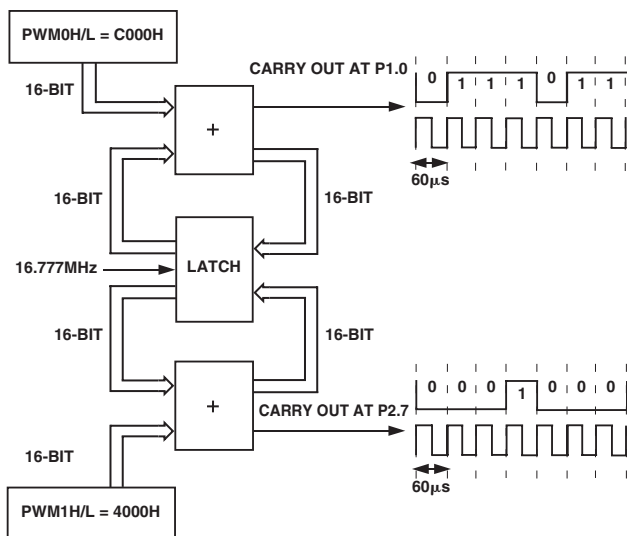 PWM0H/L = C000H
16-BIT
+
CARRY OUT AT P1.0
0 1 1 1 0 1 1
60μs
16-BIT
16-BIT
LATCH
16.777MHz
16-BIT
16-BIT
+
CARRY OUT AT P2.7
0 0 0 1 0 0 0
60μs
16-BIT
PWM1H/L = 4000H